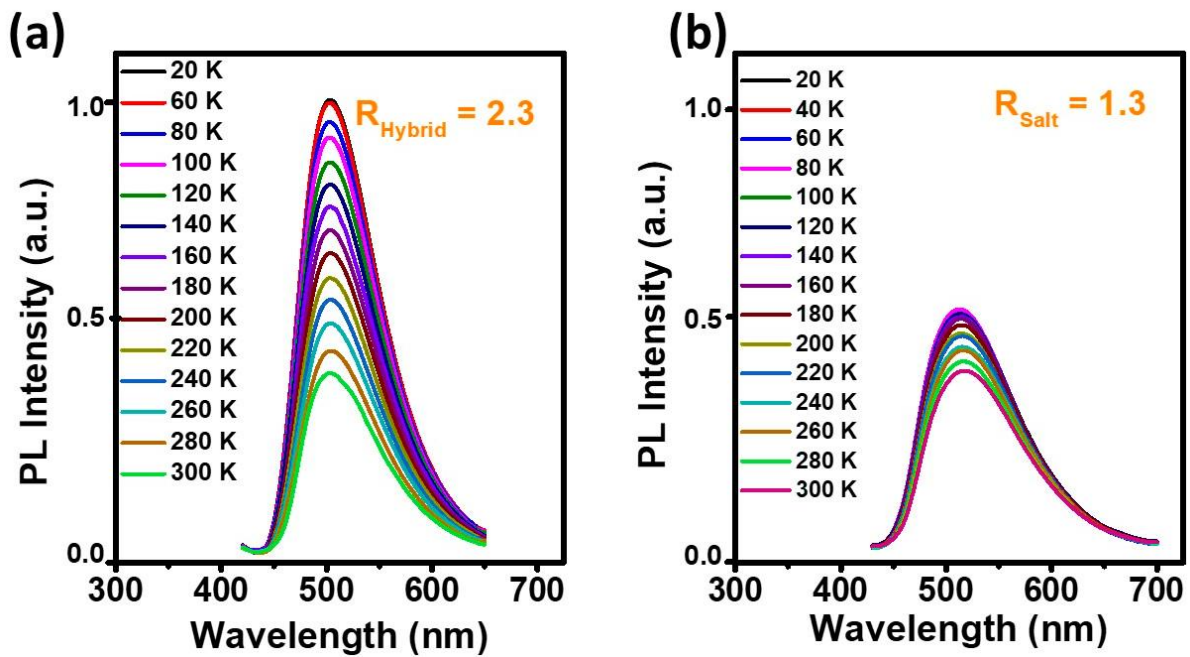 (a)
20 K
60 K
80 K
100 K
120 K
140 K
160 K
180 K
200 K
220 K
240 K
260 K
280 K
300 K
R_Hybrid = 2.3
1.0
0.5
0.0
PL Intensity (a.u.)
300 400 500 600 700
Wavelength (nm)
(b)
20 K
40 K
60 K
80 K
100 K
120 K
140 K
160 K
180 K
200 K
220 K
240 K
260 K
280 K
300 K
R_Salt = 1.3
1.0
0.5
0.0
PL Intensity (a.u.)
300 400 500 600 700
Wavelength (nm)